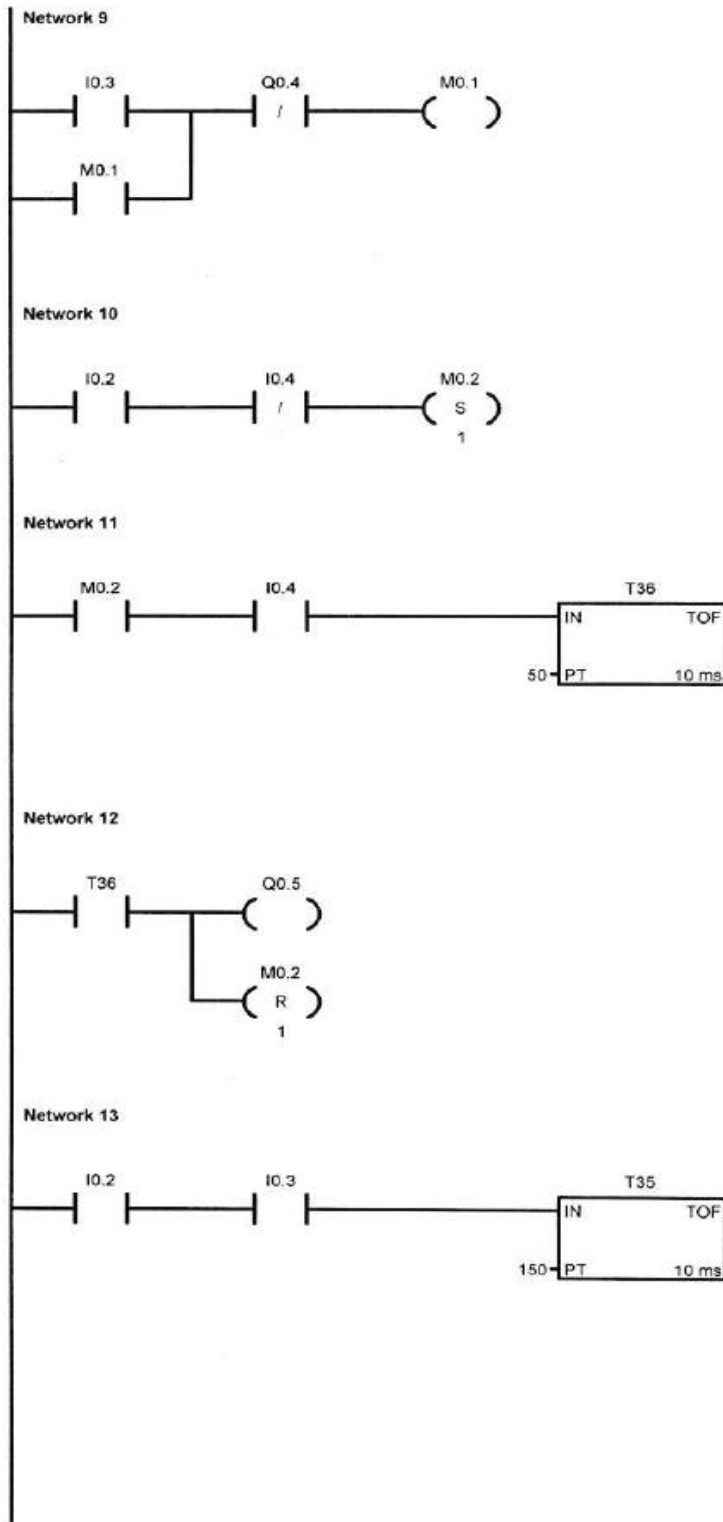 Network 9
I0.3 Q0.4 M0.1
/
M0.1
Network 10
I0.2 I0.4 M0.2
/ S
1
Network 11
M0.2 I0.4 T36
IN TOF
50 PT 10 ms
Network 12
T36 Q0.5
M0.2
R
1
Network 13
I0.2 I0.3 T35
IN TOF
150 PT 10 ms